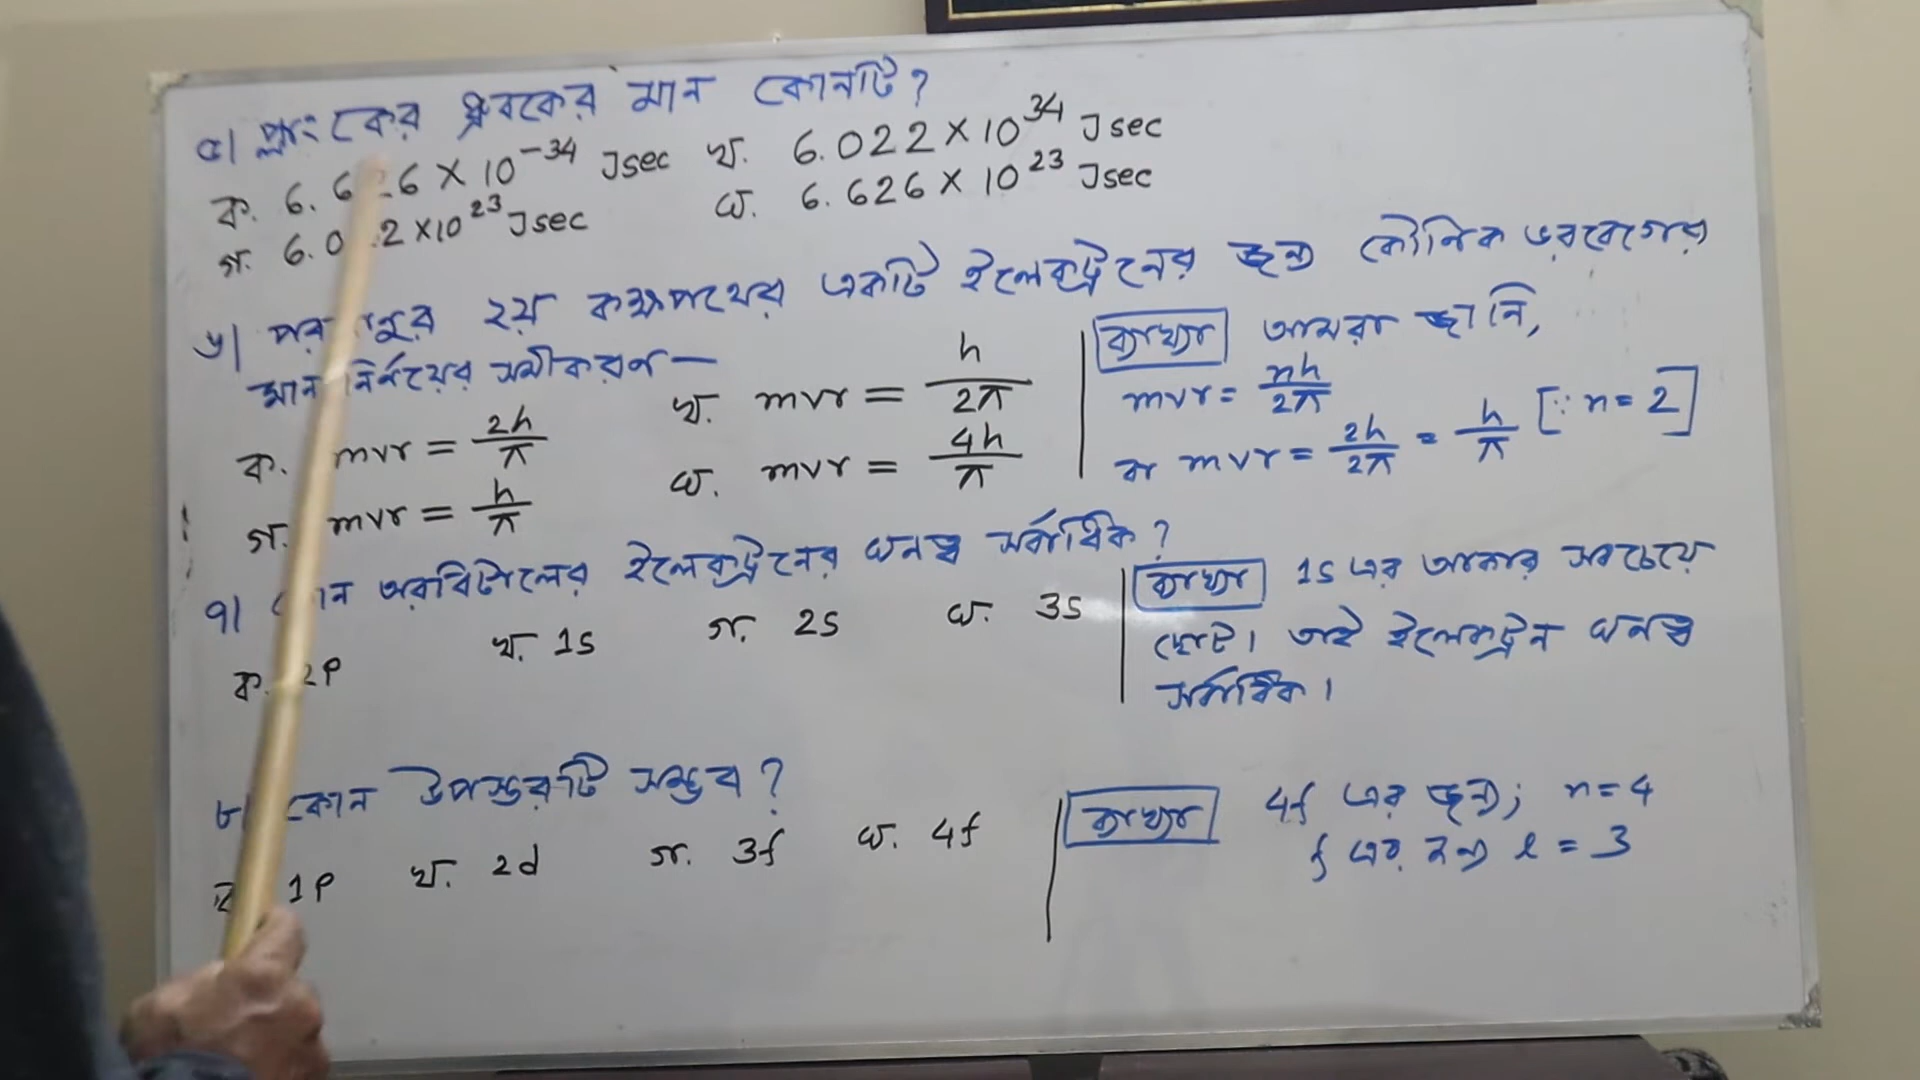 ৫। প্লাংকের ধ্রুবকের মান কোনটি?
ক. 6.626 × 10⁻³⁴ Jsec খ. 6.022 × 10³⁴ Jsec
গ. 6.022 × 10²³ Jsec ঘ. 6.626 × 10²³ Jsec
৬। পরমাণুর ২য় কক্ষপথের একটি ইলেকট্রনের জন্য কৌনিক ভরবেগের
মান নির্ণয়ের সমীকরণ —
ক. mvr = 2h/π খ. mvr = h/2π
গ. mvr = h/π ঘ. mvr = 4h/π
ব্যাখ্যা আমরা জানি,
mvr = nh/2π
বা mvr = 2h/2π = h/π [∵ n = 2]
৭। কোন অরবিটালের ইলেকট্রনের ঘনত্ব সর্বাধিক?
ক. 2p খ. 1s গ. 2s ঘ. 3s
ব্যাখ্যা 1s এর আকার সবচেয়ে
ছোট। তাই ইলেকট্রন ঘনত্ব
সর্বাধিক।
৮। কোন উপস্তরটি সম্ভব?
ক. 1p খ. 2d গ. 3f ঘ. 4f
ব্যাখ্যা 4f এর জন্য; n = 4
f এর জন্য l = 3